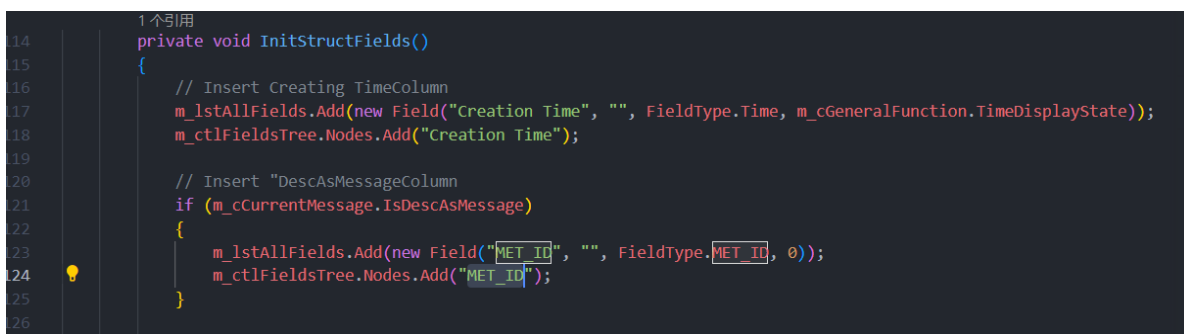 1 个引用
114 private void InitStructFields()
115 {
116 // Insert Creating TimeColumn
117 m_lstAllFields.Add(new Field("Creation Time", "", FieldType.Time, m_cGeneralFunction.TimeDisplayState));
118 m_ctlFieldsTree.Nodes.Add("Creation Time");
119
120 // Insert "DescAsMessageColumn
121 if (m_cCurrentMessage.IsDescAsMessage)
122 {
123 m_lstAllFields.Add(new Field("MET_ID", "", FieldType.MET_ID, 0));
124 m_ctlFieldsTree.Nodes.Add("MET_ID");
125 }
126